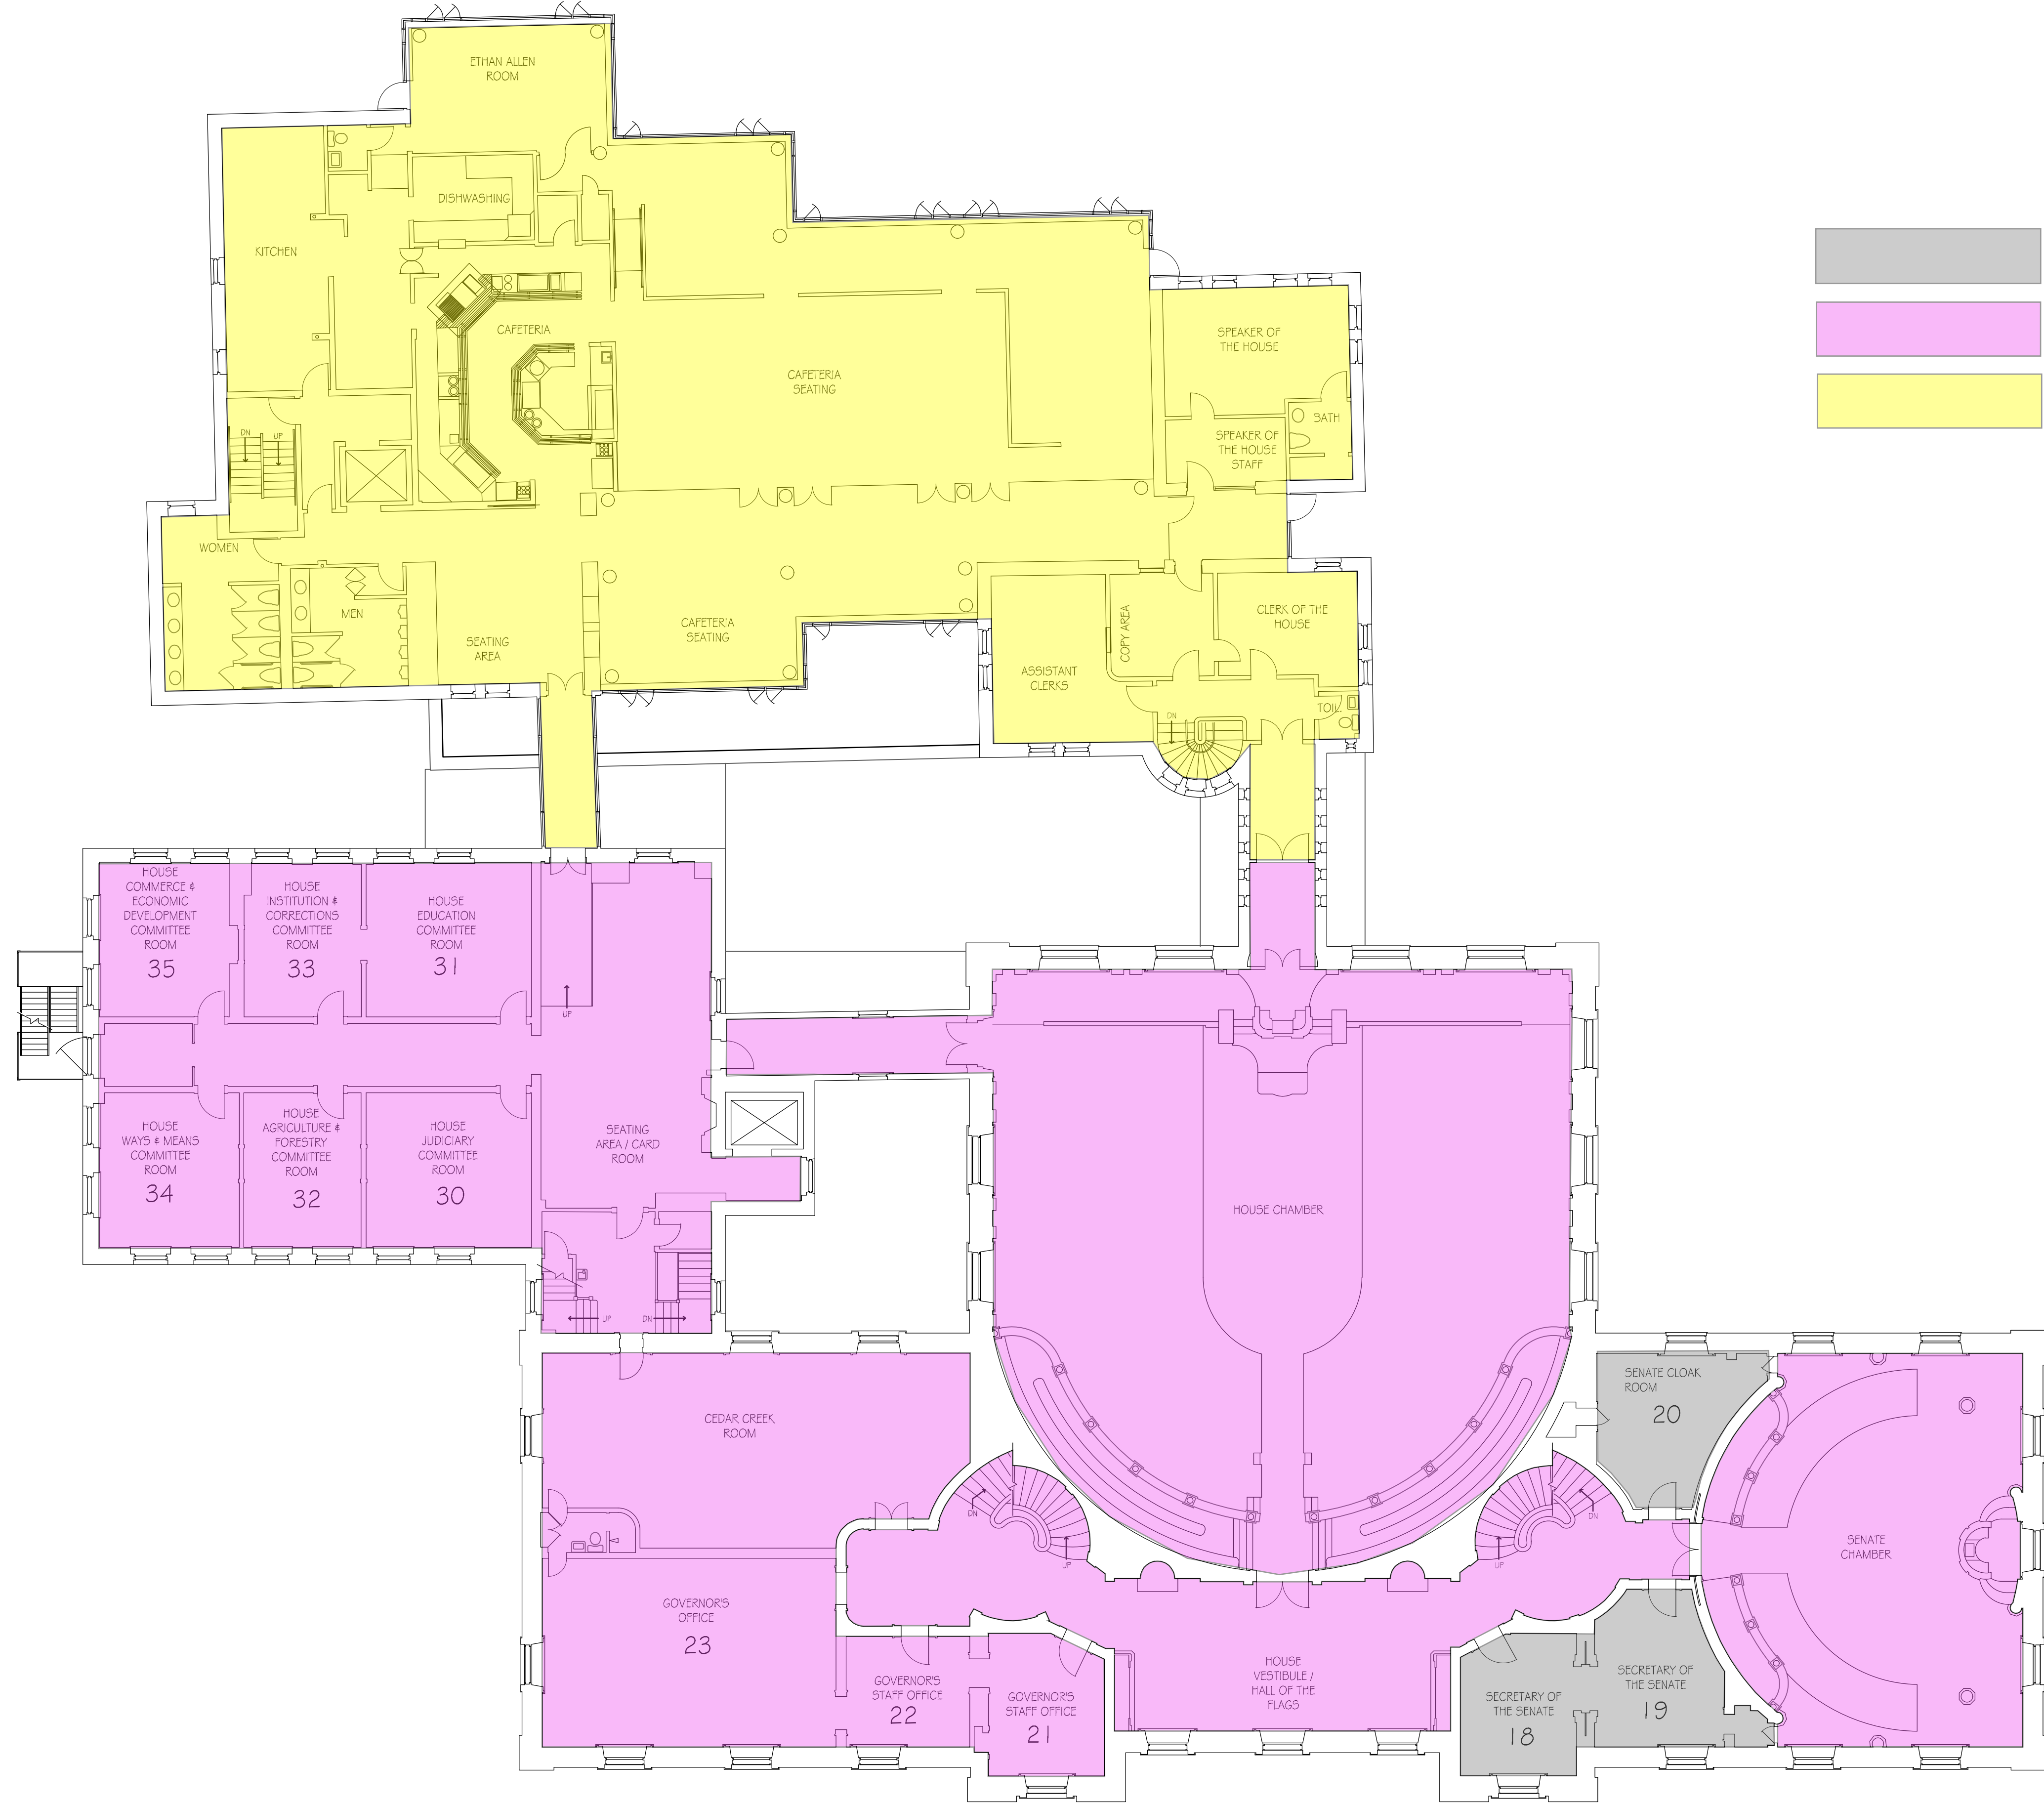 ETHAN ALLEN
ROOM
DISHWASHING
KITCHEN
CAFETERIA
CAFETERIA
SEATING
SPEAKER OF
THE HOUSE
BATH
SPEAKER OF
THE HOUSE
STAFF
DN
UP
WOMEN
MEN
SEATING
AREA
CAFETERIA
SEATING
COPY AREA
CLERK OF THE
HOUSE
ASSISTANT
CLERKS
TOIL.
DN
HOUSE
COMMERCE &
ECONOMIC
DEVELOPMENT
COMMITTEE
ROOM
35
HOUSE
INSTITUTION &
CORRECTIONS
COMMITTEE
ROOM
33
HOUSE
EDUCATION
COMMITTEE
ROOM
31
UP
HOUSE
WAYS & MEANS
COMMITTEE
ROOM
34
HOUSE
AGRICULTURE &
FORESTRY
COMMITTEE
ROOM
32
HOUSE
JUDICIARY
COMMITTEE
ROOM
30
SEATING
AREA / CARD
ROOM
HOUSE CHAMBER
UP
DN
CEDAR CREEK
ROOM
SENATE CLOAK
ROOM
20
DN
UP
DN
UP
SENATE
CHAMBER
GOVERNOR'S
OFFICE
23
GOVERNOR'S
STAFF OFFICE
22
GOVERNOR'S
STAFF OFFICE
21
HOUSE
VESTIBULE /
HALL OF THE
FLAGS
SECRETARY OF
THE SENATE
18
SECRETARY OF
THE SENATE
19